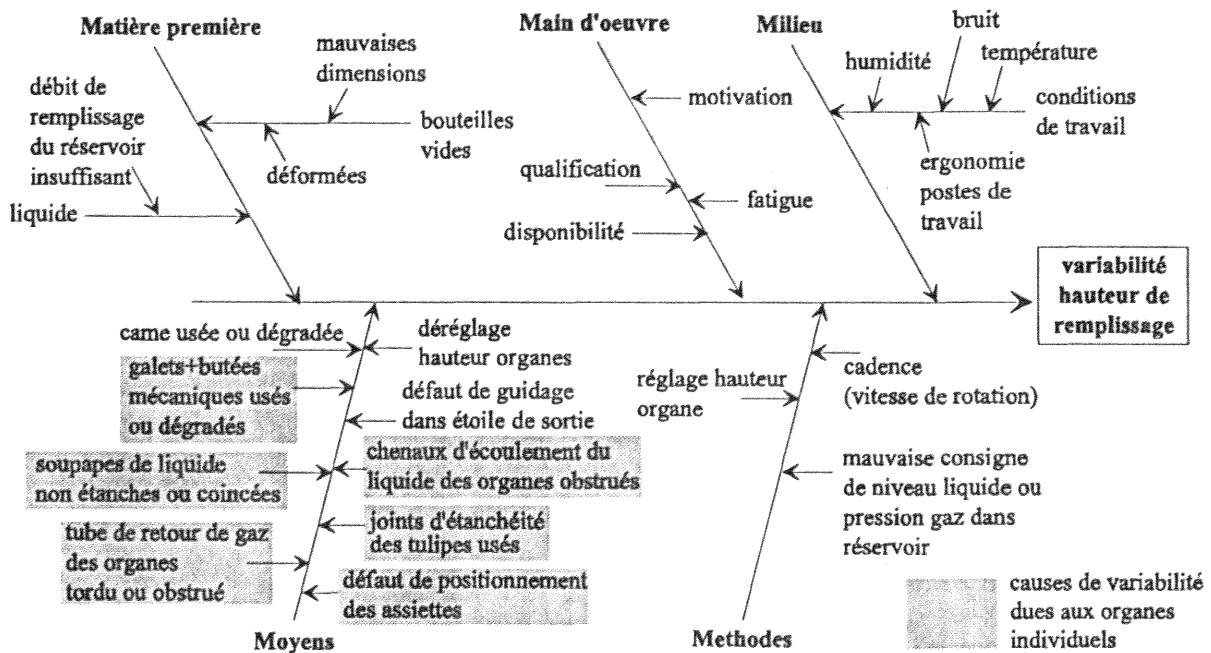 Matière première
Main d'oeuvre
Milieu
mauvaises
dimensions
débit de
remplissage
du réservoir
insuffisant
bouteilles
vides
déformées
liquide
motivation
qualification
fatigue
disponibilité
bruit
humidité
température
conditions
de travail
ergonomie
postes de
travail
variabilité
hauteur de
remplissage
came usée ou dégradée
galets+butées
mécaniques usés
ou dégradés
soupapes de liquide
non étanches ou coincées
tube de retour de gaz
des organes
tordu ou obstrué
déréglage
hauteur organes
défaut de guidage
dans étoile de sortie
chenaux d'écoulement du
liquide des organes obstrués
joints d'étanchéité
des tulipes usés
défaut de positionnement
des assiettes
Moyens
réglage hauteur
organe
cadence
(vitesse de rotation)
mauvaise consigne
de niveau liquide ou
pression gaz dans
réservoir
Methodes
causes de variabilité
dues aux organes
individuels